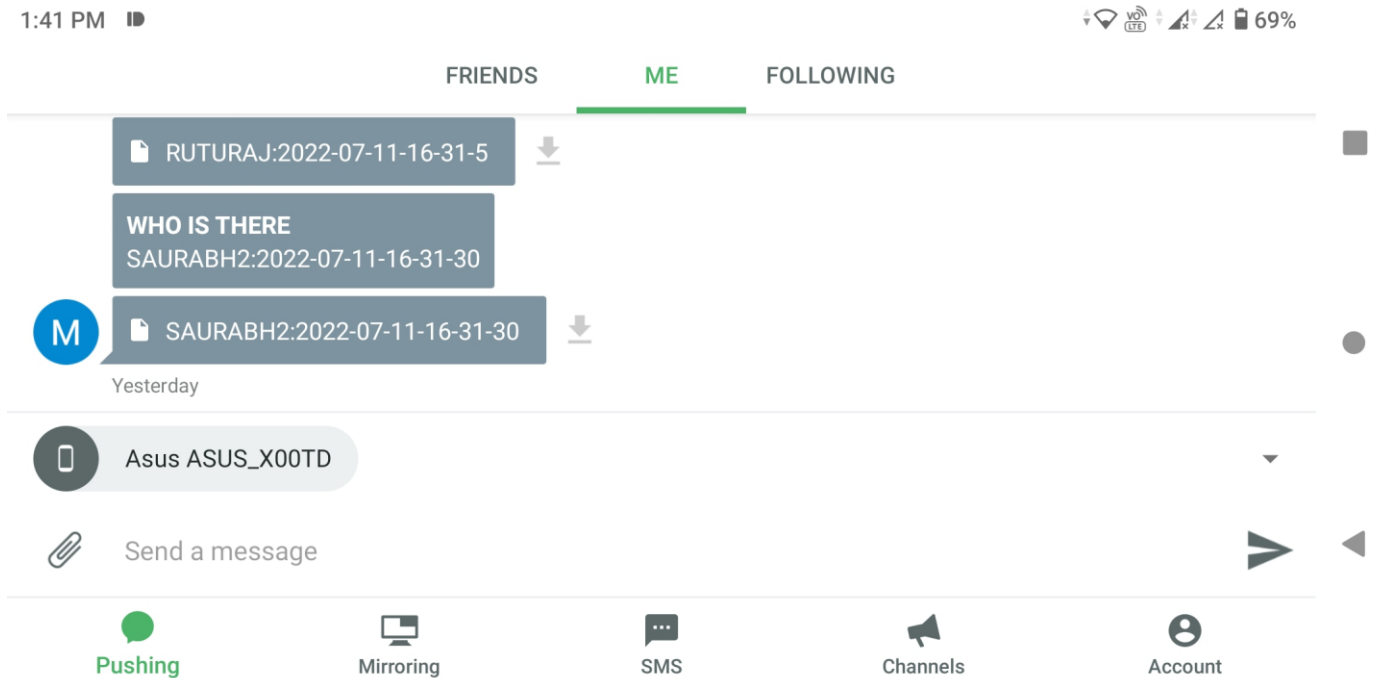 1:41 PM
VO LTE
69%
FRIENDS ME FOLLOWING
RUTURAJ:2022-07-11-16-31-5
WHO IS THERE
SAURABH2:2022-07-11-16-31-30
M
SAURABH2:2022-07-11-16-31-30
Yesterday
Asus ASUS_X00TD
Send a message
Pushing Mirroring SMS Channels Account